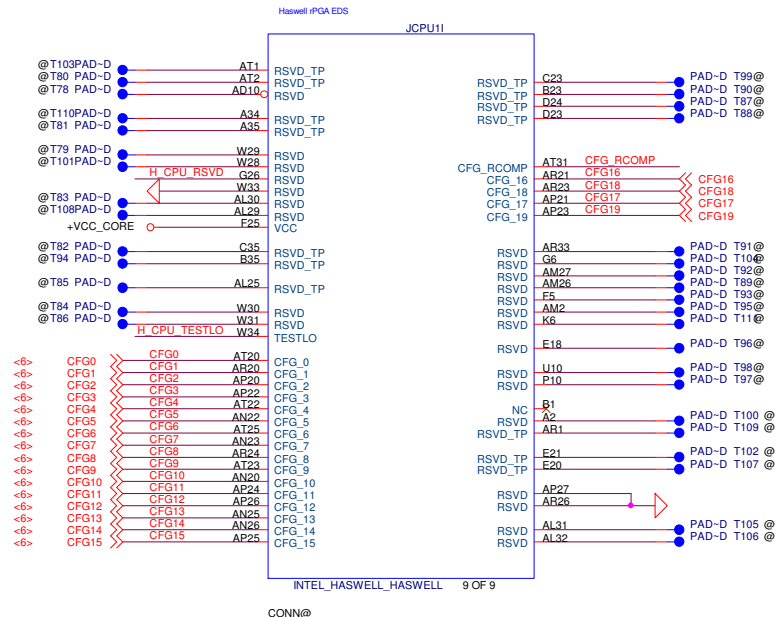 Haswell rPGA EDS
JCPU1I
@T103PAD~D AT1 RSVD_TP
@T80 PAD~D AT2 RSVD_TP
@T78 PAD~D AD10 RSVD
@T110PAD~D A34 RSVD_TP
@T81 PAD~D A35 RSVD_TP
@T79 PAD~D W29 RSVD
@T101PAD~D W28 RSVD
H_CPU_RSVD G26 RSVD
W33 RSVD
@T83 PAD~D AL30 RSVD
@T108PAD~D AL29 RSVD
+VCC_CORE F25 VCC
@T82 PAD~D C35 RSVD_TP
@T94 PAD~D B35 RSVD_TP
@T85 PAD~D AL25 RSVD_TP
@T84 PAD~D W30 RSVD
@T86 PAD~D W31 RSVD
H_CPU_TESTLO W34 TESTLO
<6> CFG0 CFG0 AT20 CFG_0
<6> CFG1 CFG1 AR20 CFG_1
<6> CFG2 CFG2 AP20 CFG_2
<6> CFG3 CFG3 AP22 CFG_3
<6> CFG4 CFG4 AT22 CFG_4
<6> CFG5 CFG5 AN22 CFG_5
<6> CFG6 CFG6 AT25 CFG_6
<6> CFG7 CFG7 AN23 CFG_7
<6> CFG8 CFG8 AR24 CFG_8
<6> CFG9 CFG9 AT23 CFG_9
<6> CFG10 CFG10 AN20 CFG_10
<6> CFG11 CFG11 AP24 CFG_11
<6> CFG12 CFG12 AP26 CFG_12
<6> CFG13 CFG13 AN25 CFG_13
<6> CFG14 CFG14 AN26 CFG_14
<6> CFG15 CFG15 AP25 CFG_15
RSVD_TP C23 PAD~D T99@
RSVD_TP B23 PAD~D T90@
RSVD_TP D24 PAD~D T87@
RSVD_TP D23 PAD~D T88@
CFG_RCOMP AT31 CFG_RCOMP
CFG_16 AR21 CFG16 CFG16
CFG_18 AR23 CFG18 CFG18
CFG_17 AP21 CFG17 CFG17
CFG_19 AP23 CFG19 CFG19
RSVD AR33 PAD~D T91@
RSVD G6 PAD~D T104@
RSVD AM27 PAD~D T92@
RSVD AM26 PAD~D T89@
RSVD F5 PAD~D T93@
RSVD AM2 PAD~D T95@
RSVD K6 PAD~D T111@
RSVD E18 PAD~D T96@
RSVD U10 PAD~D T98@
RSVD P10 PAD~D T97@
NC B1
RSVD A2 PAD~D T100 @
RSVD_TP AR1 PAD~D T109 @
RSVD_TP E21 PAD~D T102 @
RSVD_TP E20 PAD~D T107 @
RSVD AP27
RSVD AR26
RSVD AL31 PAD~D T105 @
RSVD AL32 PAD~D T106 @
INTEL_HASWELL_HASWELL 9 OF 9
CONN@